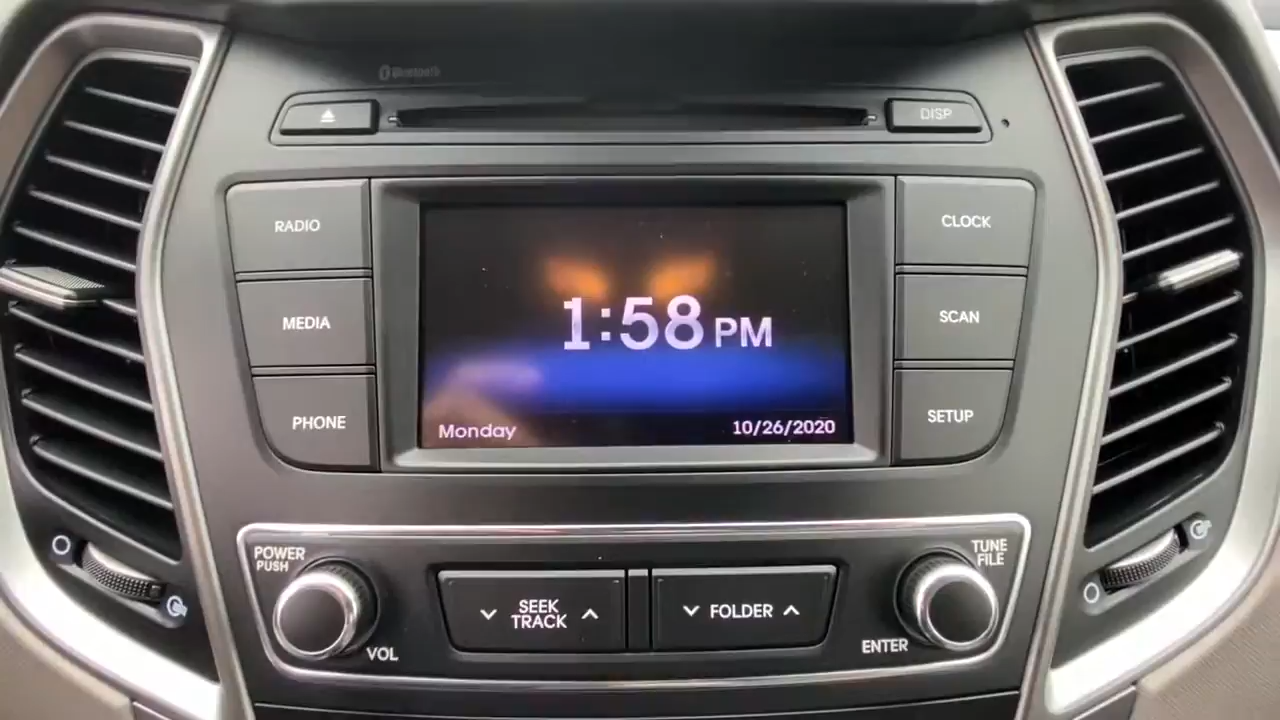 Bluetooth
DISP
RADIO
CLOCK
MEDIA
SCAN
PHONE
SETUP
1:58 PM
Monday
10/26/2020
POWER
PUSH
VOL
SEEK
TRACK
FOLDER
TUNE
FILE
ENTER